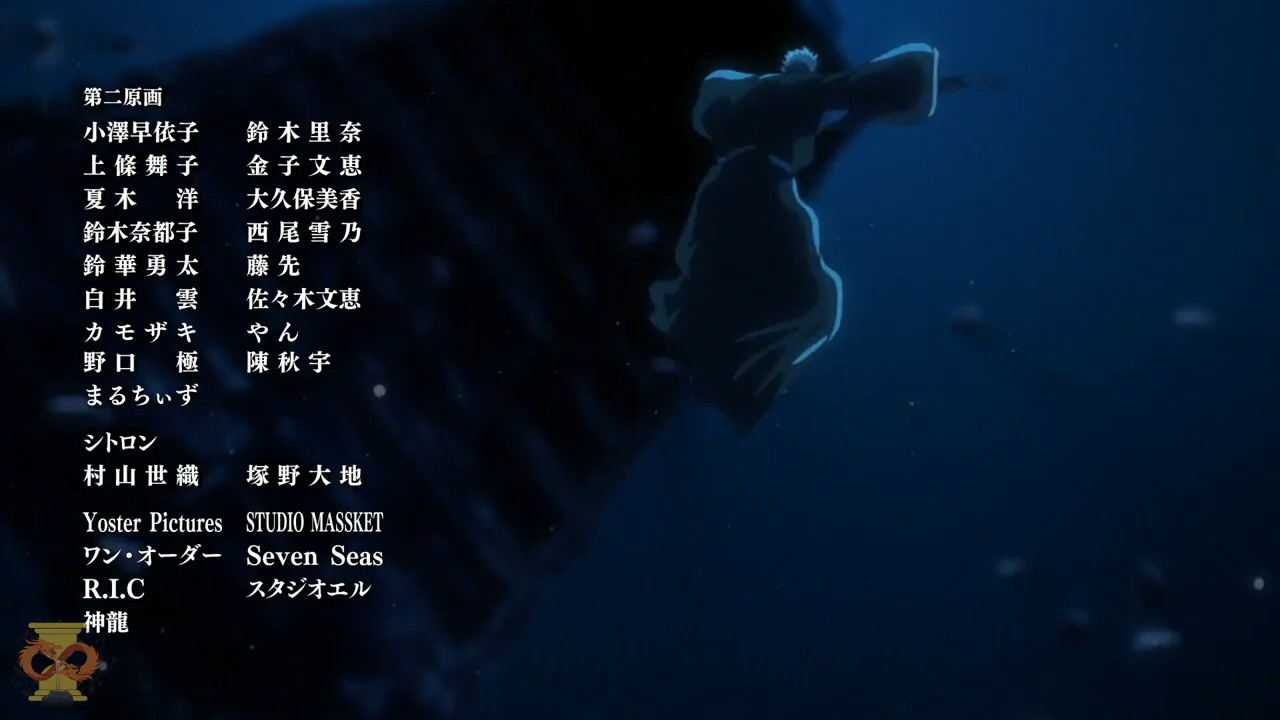 第二原画
小澤早依子 鈴木里奈
上條舞子 金子文恵
夏木 洋 大久保美香
鈴木奈都子 西尾雪乃
鈴華勇太 藤先
白井 雲 佐々木文恵
カモザキ やん
野口 極 陳秋宇
まるちぃず
シトロン
村山世織 塚野大地
Yoster Pictures STUDIO MASSKET
ワン・オーダー Seven Seas
R.I.C スタジオエル
神龍